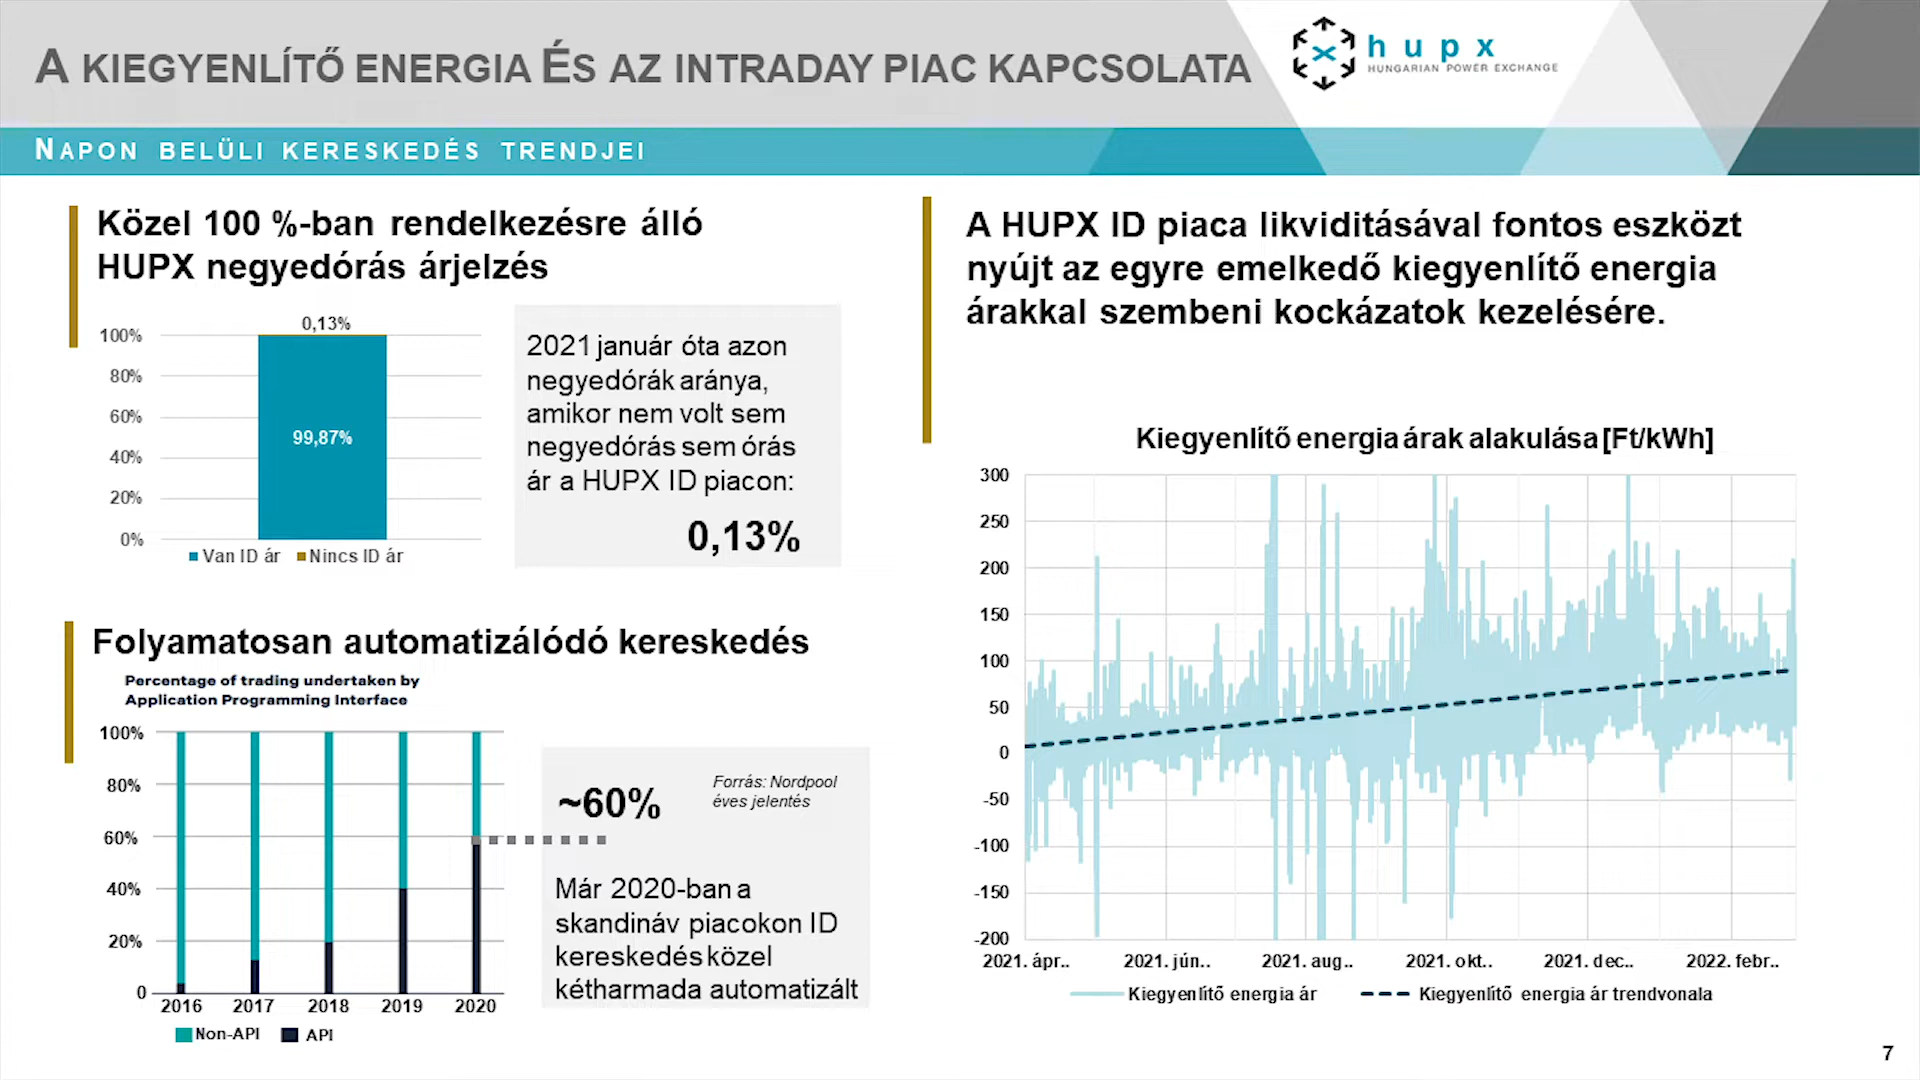 A KIEGYENLÍTŐ ENERGIA ÉS AZ INTRADAY PIAC KAPCSOLATA
hupx
HUNGARIAN POWER EXCHANGE
NAPON BELÜLI KERESKEDÉS TRENDJEI
Közel 100 %-ban rendelkezésre álló
HUPX negyedórás árjelzés
0,13%
100%
80%
60%
40%
20%
0%
99,87%
Van ID ár
Nincs ID ár
2021 január óta azon
negyedórák aránya,
amikor nem volt sem
negyedórás sem órás
ár a HUPX ID piacon:
0,13%
Folyamatosan automatizálódó kereskedés
Percentage of trading undertaken by
Application Programming Interface
100%
80%
60%
40%
20%
0
2016 2017 2018 2019 2020
Non-API
API
~60%
Forrás: Nordpool
éves jelentés
Már 2020-ban a
skandináv piacokon ID
kereskedés közel
kétharmada automatizált
A HUPX ID piaca likviditásával fontos eszközt
nyújt az egyre emelkedő kiegyenlítő energia
árakkal szembeni kockázatok kezelésére.
Kiegyenlítő energia árak alakulása [Ft/kWh]
300
250
200
150
100
50
0
-50
-100
-150
-200
2021. ápr.. 2021. jún.. 2021. aug.. 2021. okt.. 2021. dec.. 2022. febr..
Kiegyenlítő energia ár
Kiegyenlítő energia ár trendvonala
7